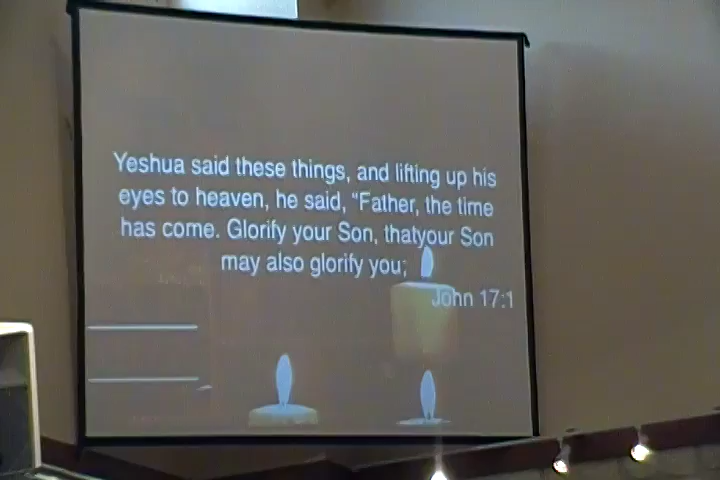 Yeshua said these things, and lifting up his
eyes to heaven, he said, “Father, the time
has come. Glorify your Son, thatyour Son
may also glorify you;
John 17:1